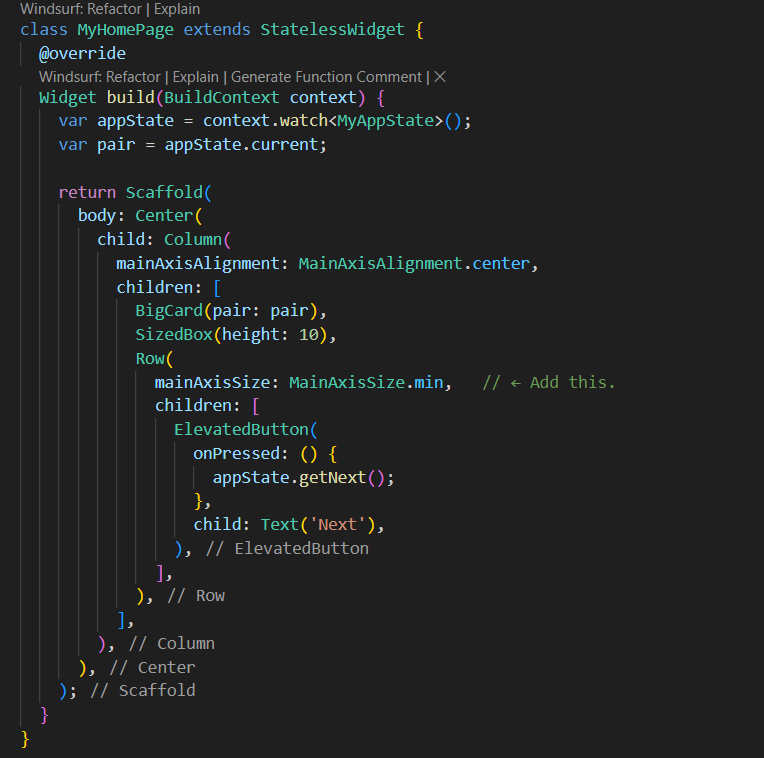 Windsurf: Refactor | Explain
class MyHomePage extends StatelessWidget {
  @override
  Windsurf: Refactor | Explain | Generate Function Comment | ✕
  Widget build(BuildContext context) {
    var appState = context.watch<MyAppState>();
    var pair = appState.current;

    return Scaffold(
      body: Center(
        child: Column(
          mainAxisAlignment: MainAxisAlignment.center,
          children: [
            BigCard(pair: pair),
            SizedBox(height: 10),
            Row(
              mainAxisSize: MainAxisSize.min,   // ← Add this.
              children: [
                ElevatedButton(
                  onPressed: () {
                    appState.getNext();
                  },
                  child: Text('Next'),
                ), // ElevatedButton
              ],
            ), // Row
          ],
        ), // Column
      ), // Center
    ); // Scaffold
  }
}